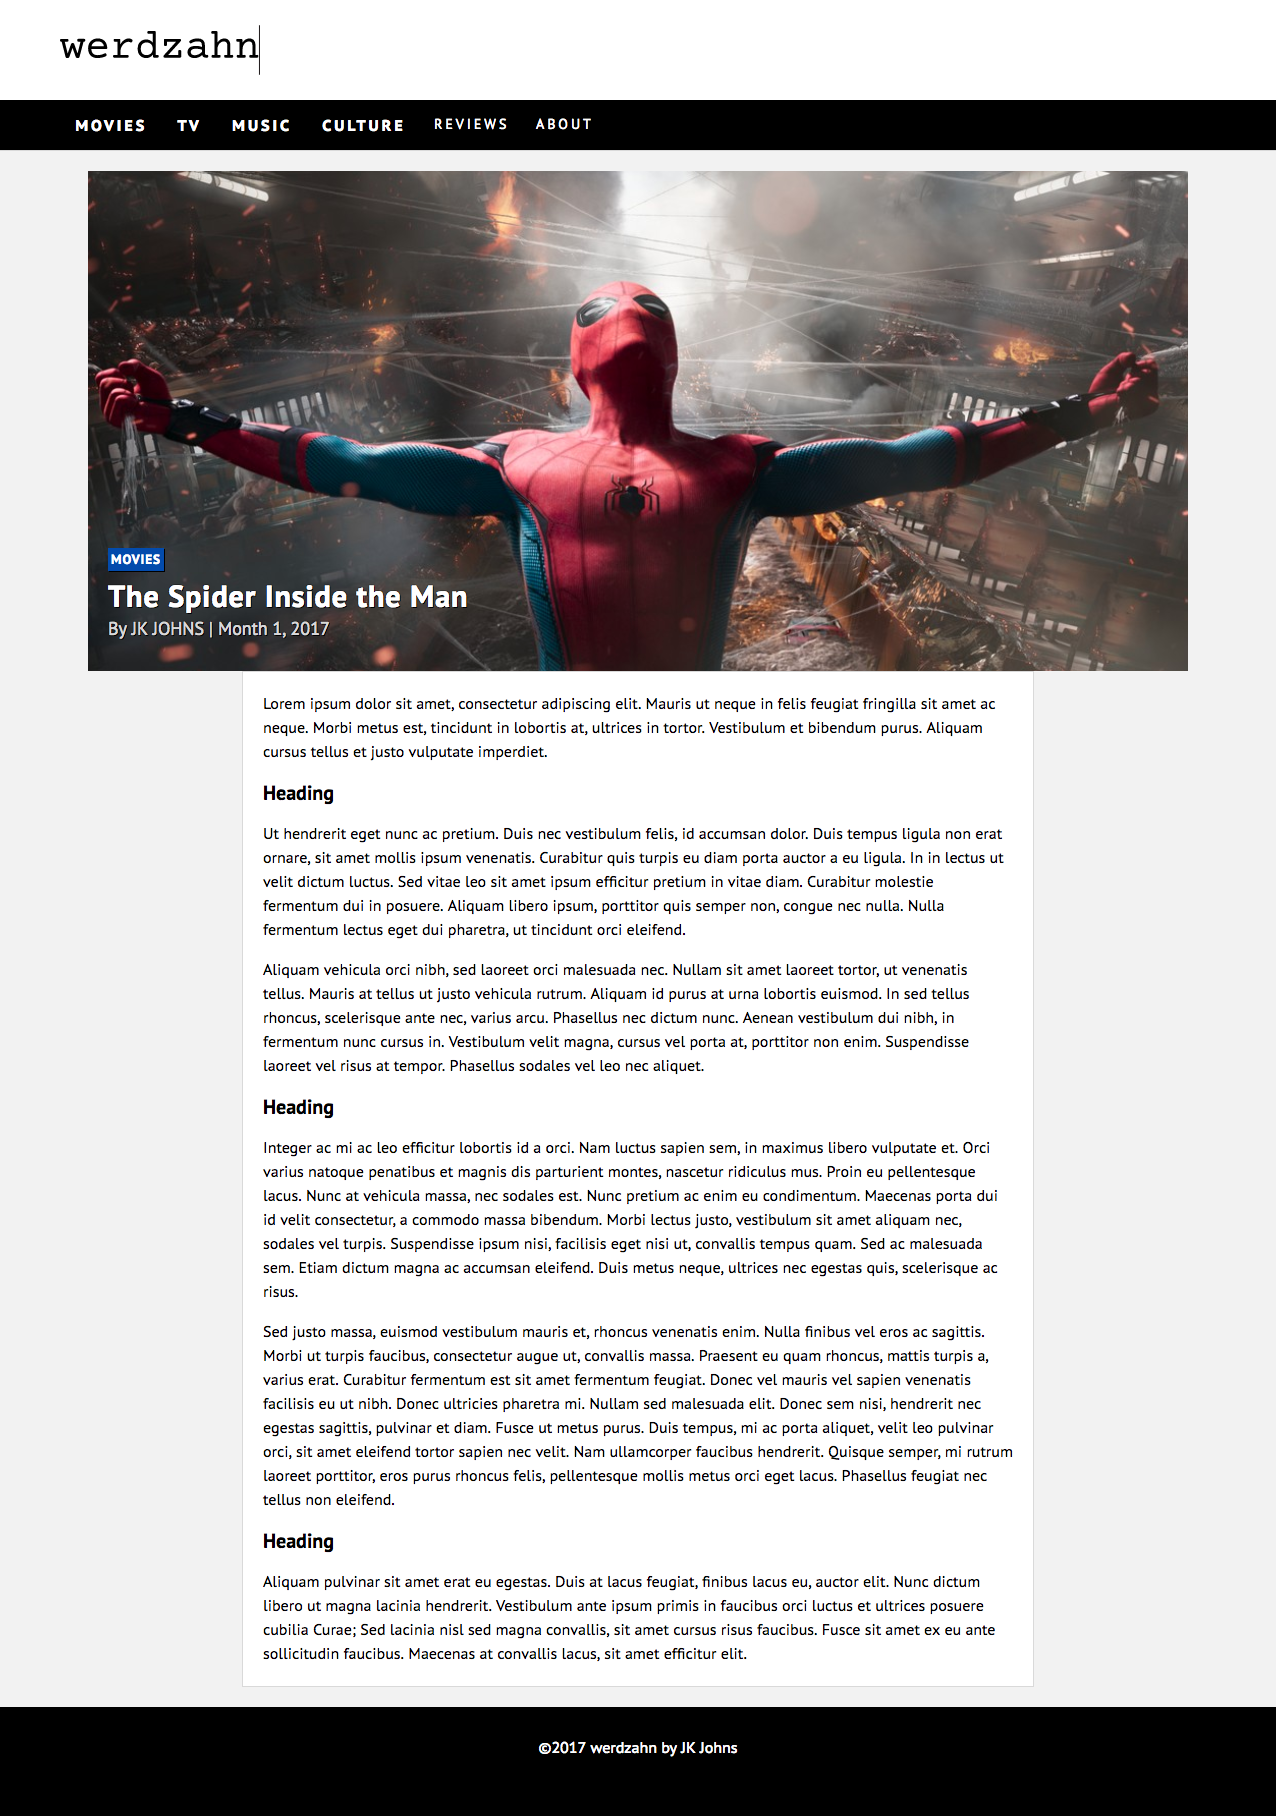 werdzahn
MOVIES TV MUSIC CULTURE REVIEWS ABOUT
MOVIES
The Spider Inside the Man
By JK JOHNS | Month 1, 2017
Lorem ipsum dolor sit amet, consectetur adipiscing elit. Mauris ut neque in felis feugiat fringilla sit amet ac
neque. Morbi metus est, tincidunt in lobortis at, ultrices in tortor. Vestibulum et bibendum purus. Aliquam
cursus tellus et justo vulputate imperdiet.
Heading
Ut hendrerit eget nunc ac pretium. Duis nec vestibulum felis, id accumsan dolor. Duis tempus ligula non erat
ornare, sit amet mollis ipsum venenatis. Curabitur quis turpis eu diam porta auctor a eu ligula. In in lectus ut
velit dictum luctus. Sed vitae leo sit amet ipsum efficitur pretium in vitae diam. Curabitur molestie
fermentum dui in posuere. Aliquam libero ipsum, porttitor quis semper non, congue nec nulla. Nulla
fermentum lectus eget dui pharetra, ut tincidunt orci eleifend.
Aliquam vehicula orci nibh, sed laoreet orci malesuada nec. Nullam sit amet laoreet tortor, ut venenatis
tellus. Mauris at tellus ut justo vehicula rutrum. Aliquam id purus at urna lobortis euismod. In sed tellus
rhoncus, scelerisque ante nec, varius arcu. Phasellus nec dictum nunc. Aenean vestibulum dui nibh, in
fermentum nunc cursus in. Vestibulum velit magna, cursus vel porta at, porttitor non enim. Suspendisse
laoreet vel risus at tempor. Phasellus sodales vel leo nec aliquet.
Heading
Integer ac mi ac leo efficitur lobortis id a orci. Nam luctus sapien sem, in maximus libero vulputate et. Orci
varius natoque penatibus et magnis dis parturient montes, nascetur ridiculus mus. Proin eu pellentesque
lacus. Nunc at vehicula massa, nec sodales est. Nunc pretium ac enim eu condimentum. Maecenas porta dui
id velit consectetur, a commodo massa bibendum. Morbi lectus justo, vestibulum sit amet aliquam nec,
sodales vel turpis. Suspendisse ipsum nisi, facilisis eget nisi ut, convallis tempus quam. Sed ac malesuada
sem. Etiam dictum magna ac accumsan eleifend. Duis metus neque, ultrices nec egestas quis, scelerisque ac
risus.
Sed justo massa, euismod vestibulum mauris et, rhoncus venenatis enim. Nulla finibus vel eros ac sagittis.
Morbi ut turpis faucibus, consectetur augue ut, convallis massa. Praesent eu quam rhoncus, mattis turpis a,
varius erat. Curabitur fermentum est sit amet fermentum feugiat. Donec vel mauris vel sapien venenatis
facilisis eu ut nibh. Donec ultricies pharetra mi. Nullam sed malesuada elit. Donec sem nisi, hendrerit nec
egestas sagittis, pulvinar et diam. Fusce ut metus purus. Duis tempus, mi ac porta aliquet, velit leo pulvinar
orci, sit amet eleifend tortor sapien nec velit. Nam ullamcorper faucibus hendrerit. Quisque semper, mi rutrum
laoreet porttitor, eros purus rhoncus felis, pellentesque mollis metus orci eget lacus. Phasellus feugiat nec
tellus non eleifend.
Heading
Aliquam pulvinar sit amet erat eu egestas. Duis at lacus feugiat, finibus lacus eu, auctor elit. Nunc dictum
libero ut magna lacinia hendrerit. Vestibulum ante ipsum primis in faucibus orci luctus et ultrices posuere
cubilia Curae; Sed lacinia nisl sed magna convallis, sit amet cursus risus faucibus. Fusce sit amet ex eu ante
sollicitudin faucibus. Maecenas at convallis lacus, sit amet efficitur elit.
©2017 werdzahn by JK Johns